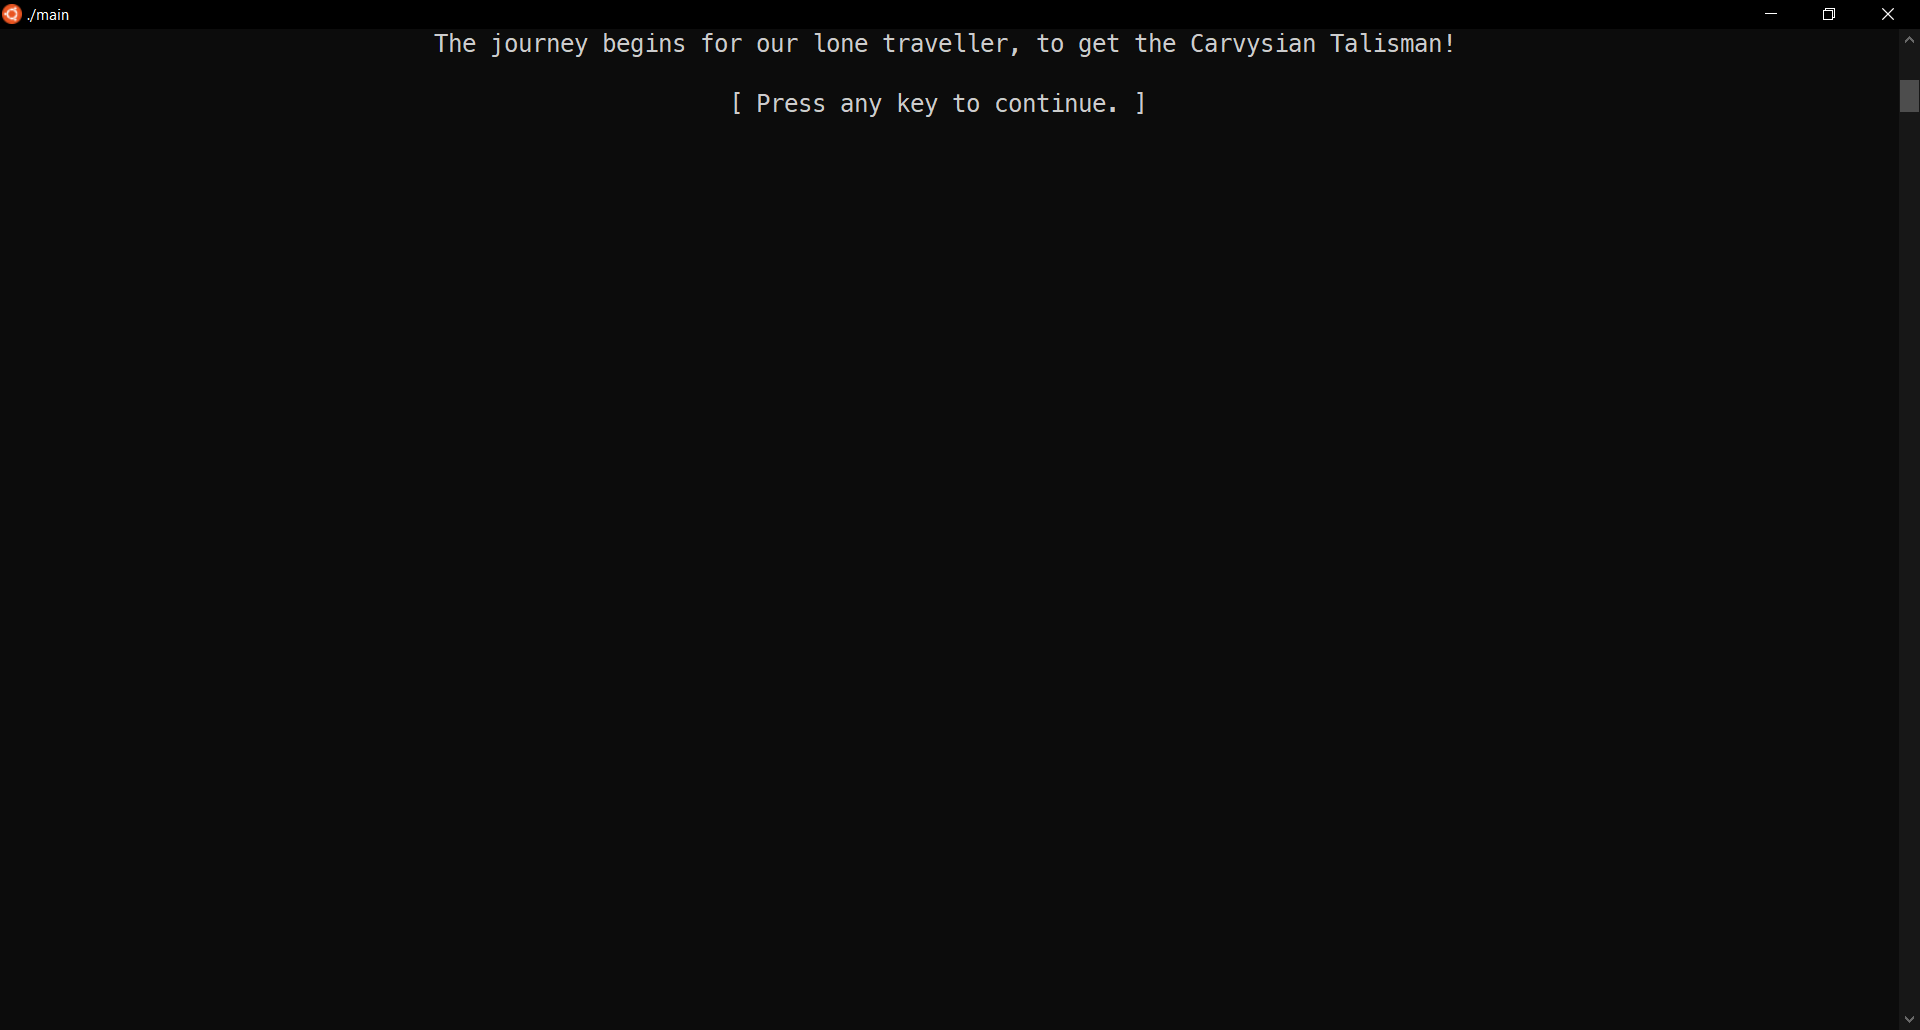 ./main
The journey begins for our lone traveller, to get the Carvysian Talisman!
[ Press any key to continue. ]